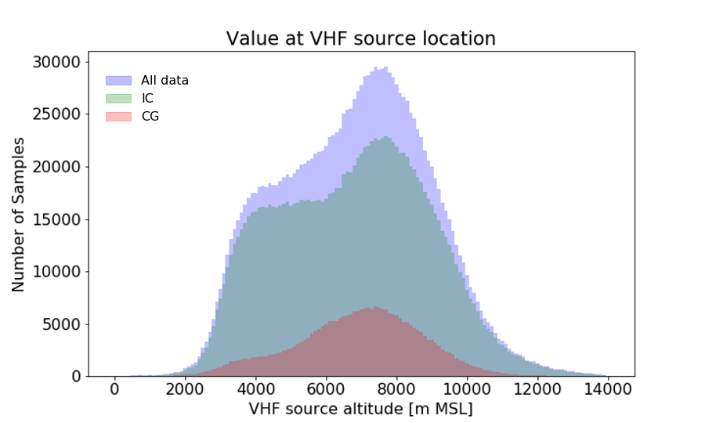 Value at VHF source location
30000
25000
20000
15000
10000
5000
0
Number of Samples
All data
IC
CG
0 2000 4000 6000 8000 10000 12000 14000
VHF source altitude [m MSL]